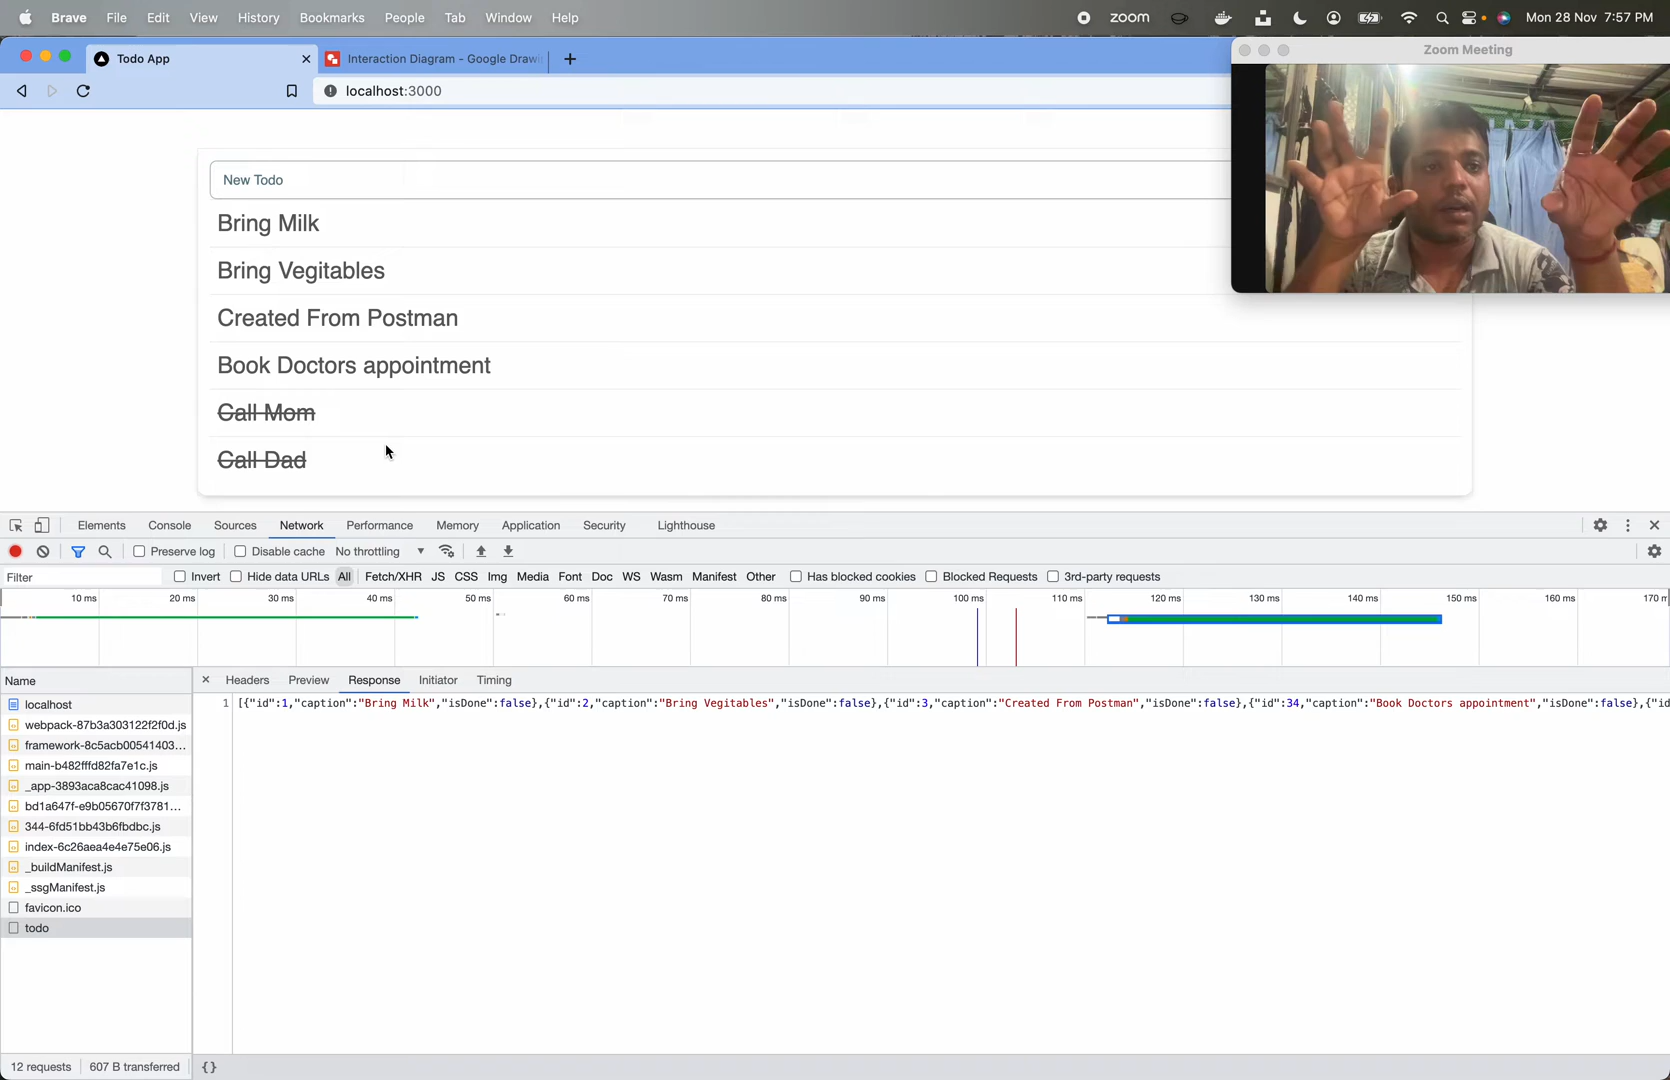 Brave File Edit View History Bookmarks People Tab Window Help zoom Mon 28 Nov 7:57 PM
Todo App Interaction Diagram - Google Drawi
Zoom Meeting
localhost:3000
New Todo
Bring Milk
Bring Vegitables
Created From Postman
Book Doctors appointment
Call Mom
Call Dad
Elements Console Sources Network Performance Memory Application Security Lighthouse
Preserve log Disable cache No throttling
Filter Invert Hide data URLs All Fetch/XHR JS CSS Img Media Font Doc WS Wasm Manifest Other Has blocked cookies Blocked Requests 3rd-party requests
10 ms 20 ms 30 ms 40 ms 50 ms 60 ms 70 ms 80 ms 90 ms 100 ms 110 ms 120 ms 130 ms 140 ms 150 ms 160 ms 170 m
Name Headers Preview Response Initiator Timing
1 [{"id":1,"caption":"Bring Milk","isDone":false},{"id":2,"caption":"Bring Vegitables","isDone":false},{"id":3,"caption":"Created From Postman","isDone":false},{"id":34,"caption":"Book Doctors appointment","isDone":false},{"id
localhost
webpack-87b3a303122f2f0d.js
framework-8c5acb00541403...
main-b482fffd82fa7e1c.js
_app-3893aca8cac41098.js
bd1a647f-e9b05670f7f3781...
344-6fd51bb43b6fbdbc.js
index-6c26aea4e4e75e06.js
_buildManifest.js
_ssgManifest.js
favicon.ico
todo
12 requests 607 B transferred {}